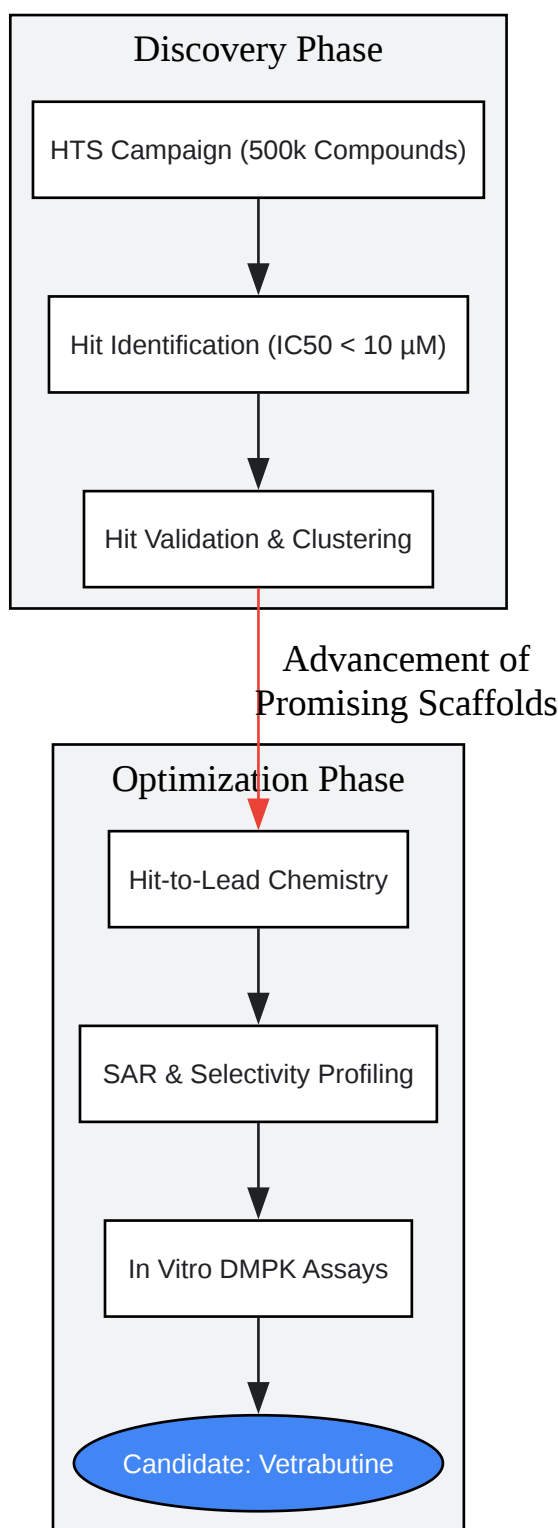 Discovery Phase
HTS Campaign (500k Compounds)
Hit Identification (IC50 < 10 µM)
Hit Validation & Clustering
Advancement of
Promising Scaffolds
Optimization Phase
Hit-to-Lead Chemistry
SAR & Selectivity Profiling
In Vitro DMPK Assays
Candidate: Vetrabutine